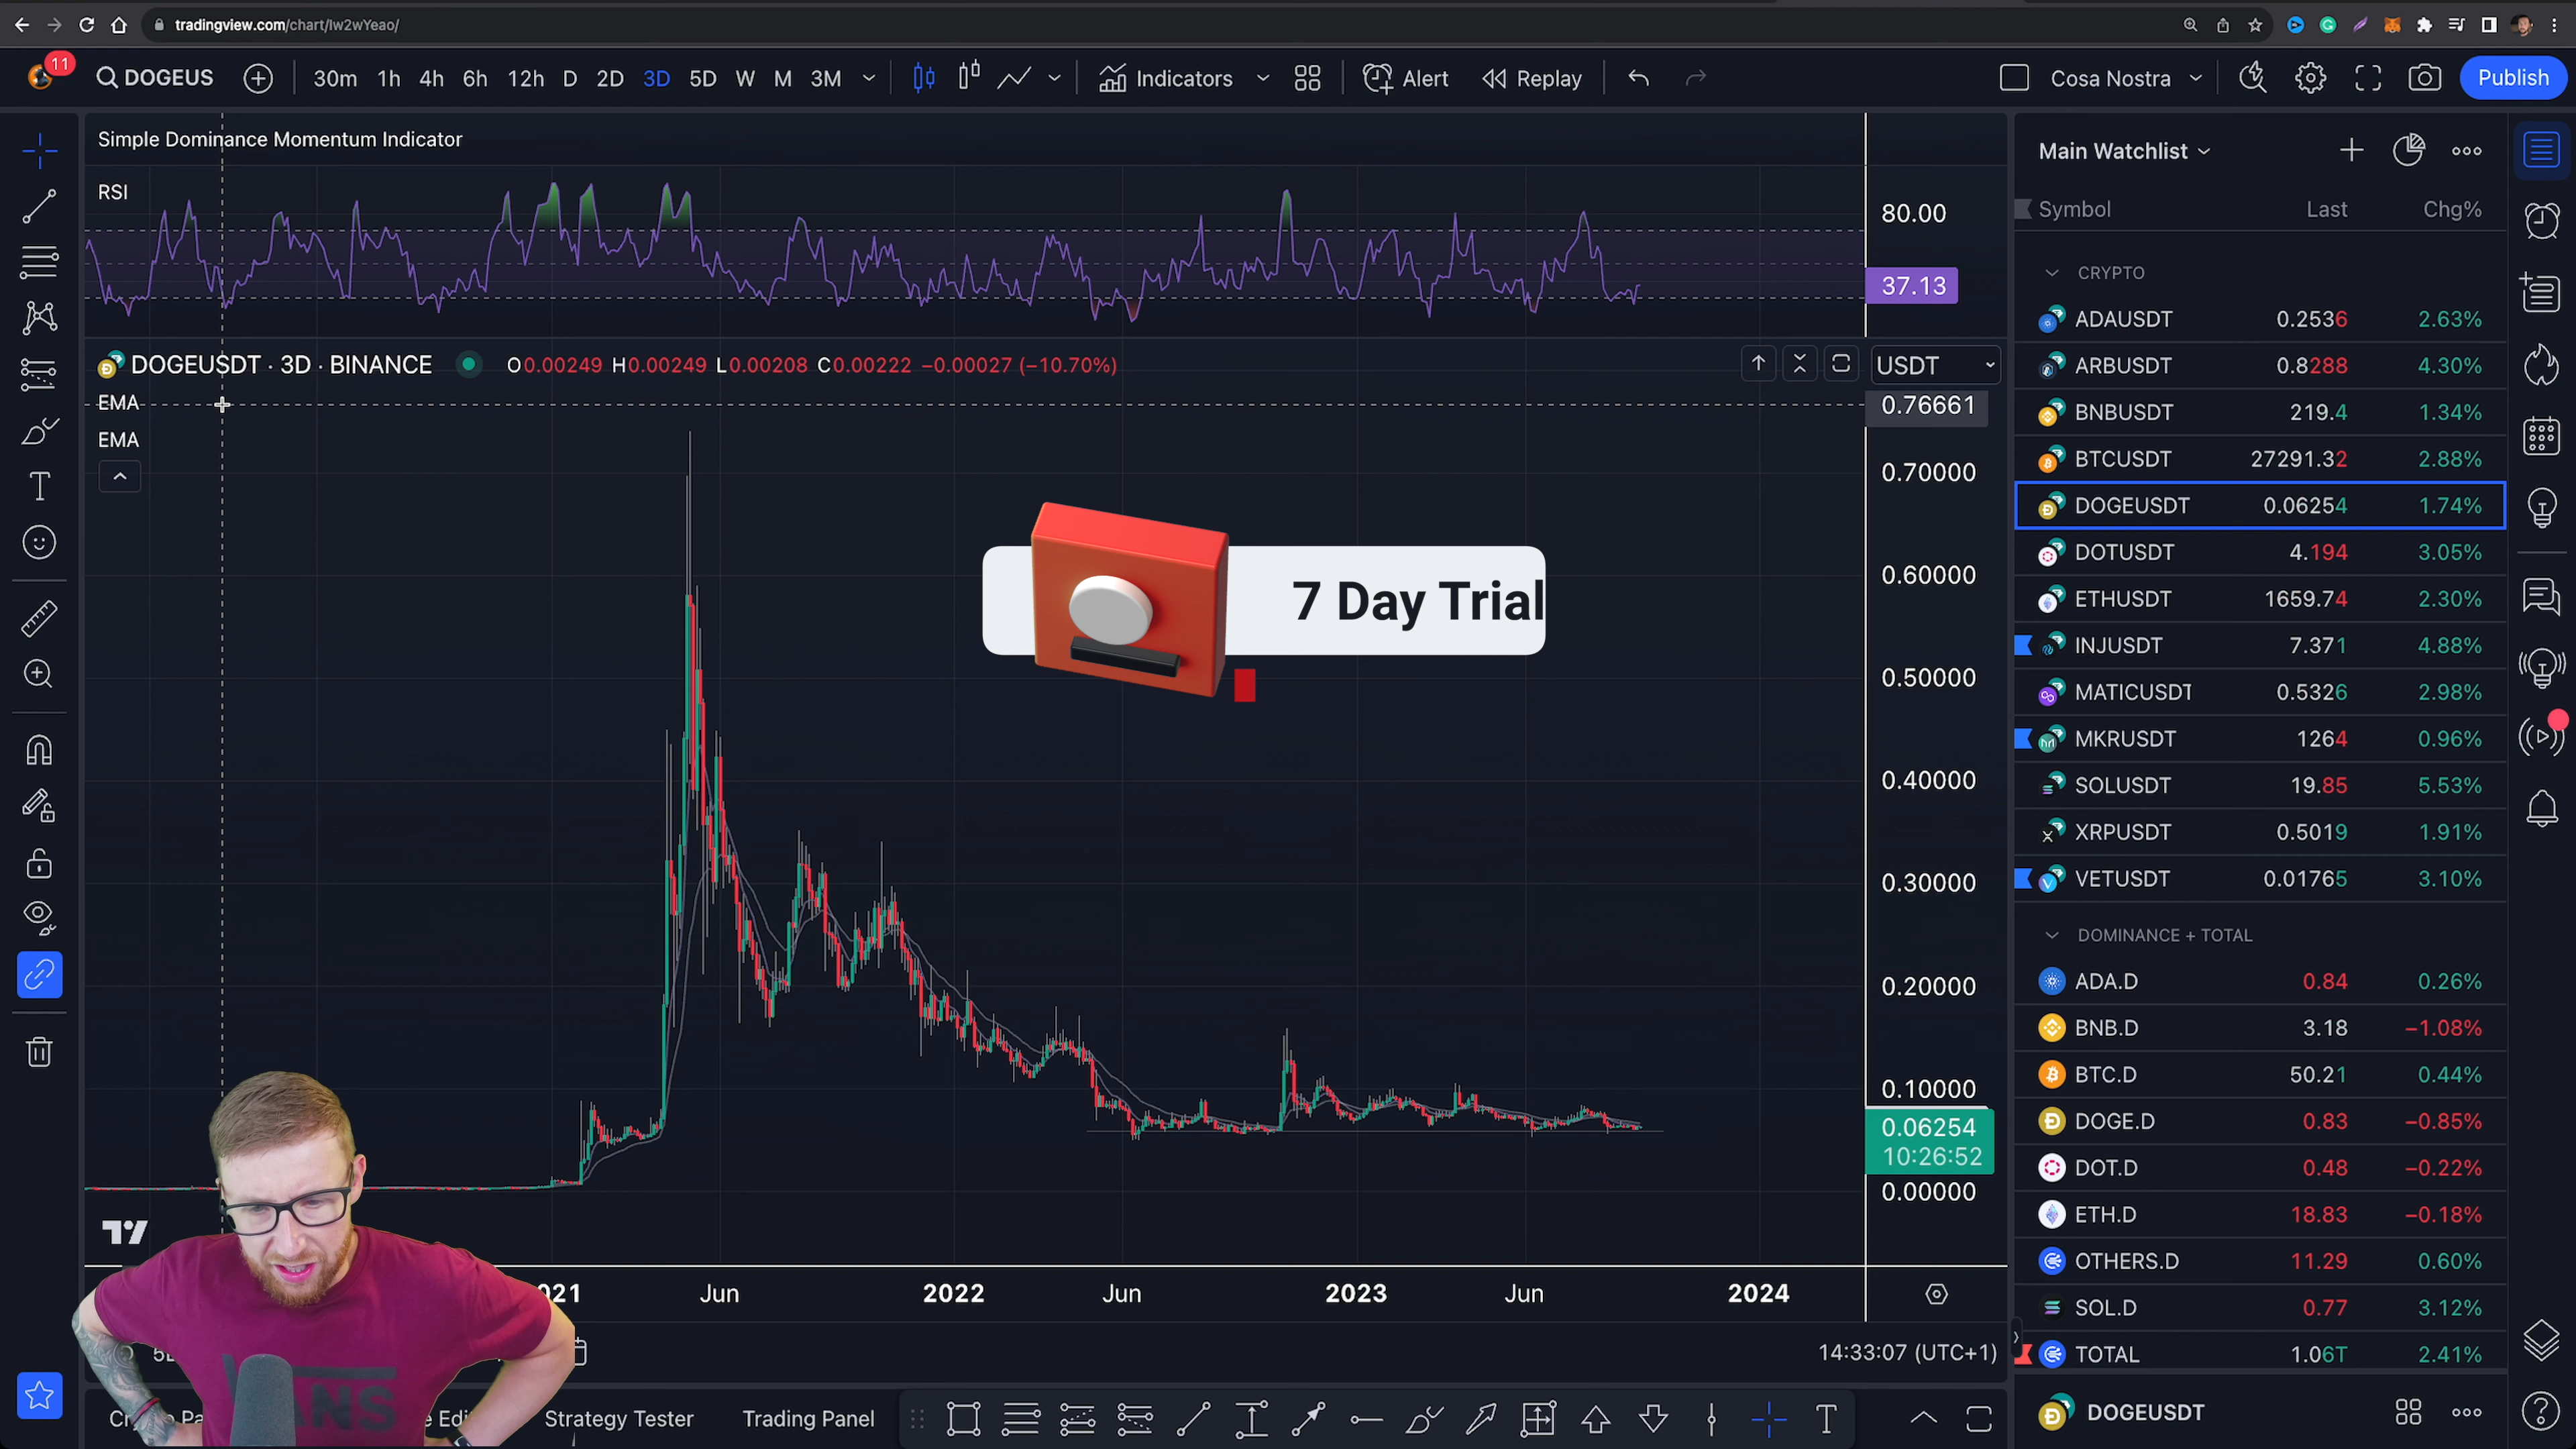 tradingview.com/chart/Iw2wYeao/
11
DOGEUS
30m 1h 4h 6h 12h D 2D 3D 5D W M 3M
Indicators
Alert
Replay
Cosa Nostra
Publish
Simple Dominance Momentum Indicator
RSI
80.00
37.13
DOGEUSDT · 3D · BINANCE
O0.00249 H0.00249 L0.00208 C0.00222 −0.00027 (−10.70%)
USDT
EMA
EMA
0.76661
0.70000
0.60000
0.50000
0.40000
0.30000
0.20000
0.10000
0.06254
10:26:52
0.00000
7 Day Trial
021 Jun 2022 Jun 2023 Jun 2024
14:33:07 (UTC+1)
VANS
Strategy Tester
Trading Panel
Main Watchlist
Symbol Last Chg%
CRYPTO
ADAUSDT 0.2536 2.63%
ARBUSDT 0.8288 4.30%
BNBUSDT 219.4 1.34%
BTCUSDT 27291.32 2.88%
DOGEUSDT 0.06254 1.74%
DOTUSDT 4.194 3.05%
ETHUSDT 1659.74 2.30%
INJUSDT 7.371 4.88%
MATICUSDT 0.5326 2.98%
MKRUSDT 1264 0.96%
SOLUSDT 19.85 5.53%
XRPUSDT 0.5019 1.91%
VETUSDT 0.01765 3.10%
DOMINANCE + TOTAL
ADA.D 0.84 0.26%
BNB.D 3.18 −1.08%
BTC.D 50.21 0.44%
DOGE.D 0.83 −0.85%
DOT.D 0.48 −0.22%
ETH.D 18.83 −0.18%
OTHERS.D 11.29 0.60%
SOL.D 0.77 3.12%
TOTAL 1.06T 2.41%
DOGEUSDT